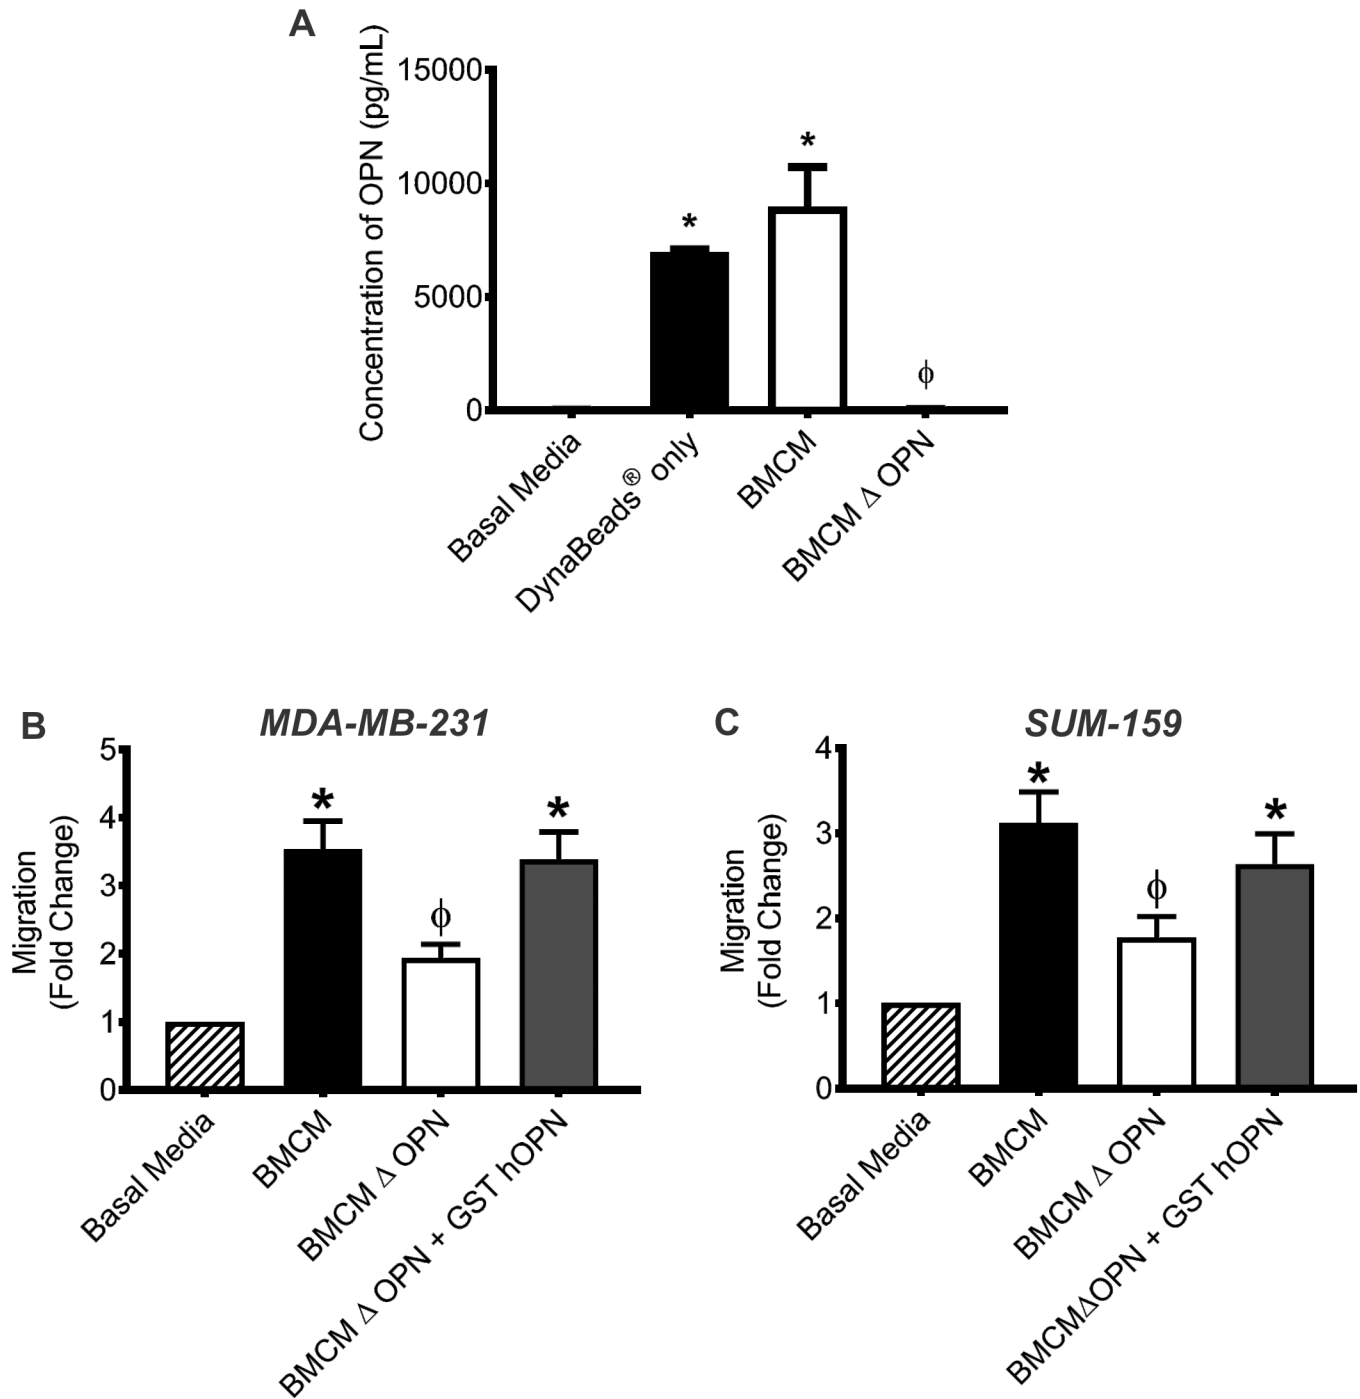 A
Concentration of OPN (pg/mL)
15000
10000
5000
0
*
*
ϕ
Basal Media
DynaBeads® only
BMCM
BMCM Δ OPN
B
MDA-MB-231
Migration
(Fold Change)
5
4
3
2
1
0
*
ϕ
*
Basal Media
BMCM
BMCM Δ OPN
BMCM Δ OPN + GST hOPN
C
SUM-159
Migration
(Fold Change)
4
3
2
1
0
*
ϕ
*
Basal Media
BMCM
BMCM Δ OPN
BMCMΔOPN + GST hOPN